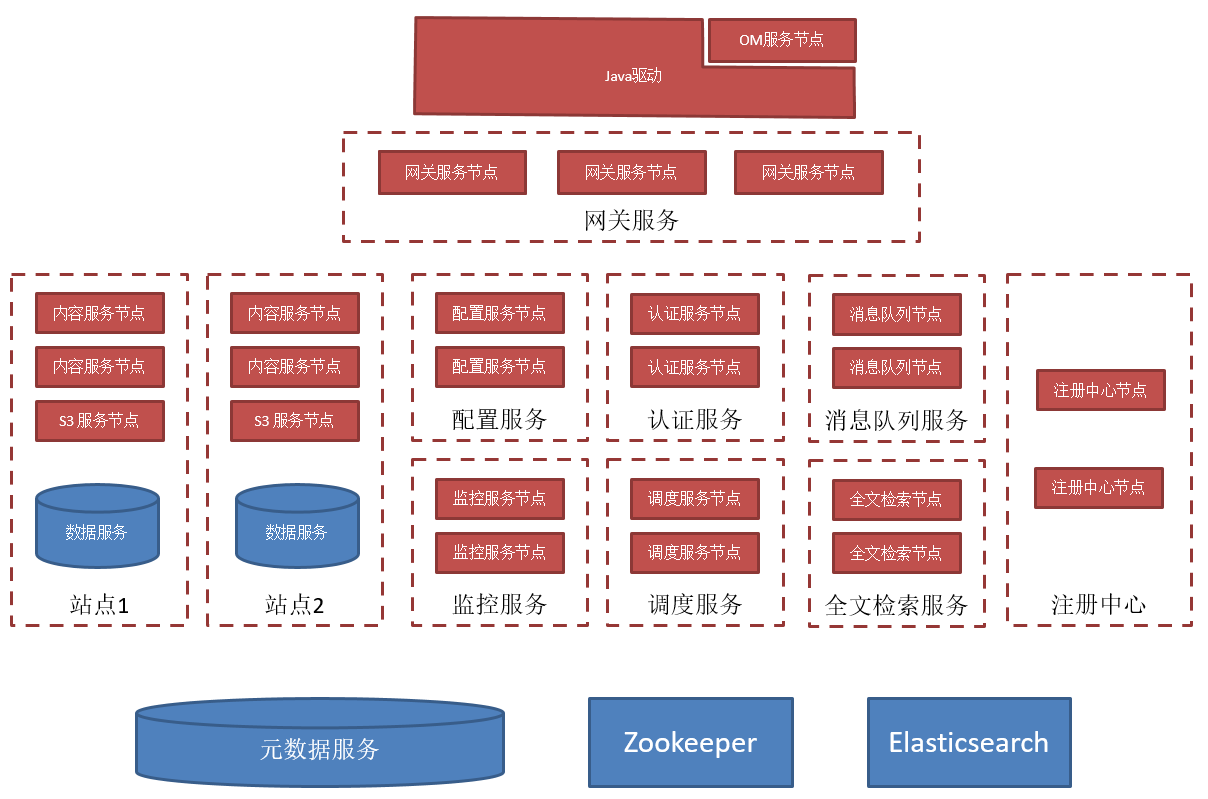 OM服务节点
Java驱动
网关服务节点
网关服务节点
网关服务节点
网关服务
内容服务节点
内容服务节点
S3 服务节点
数据服务
站点1
内容服务节点
内容服务节点
S3 服务节点
数据服务
站点2
配置服务节点
配置服务节点
配置服务
认证服务节点
认证服务节点
认证服务
消息队列节点
消息队列节点
消息队列服务
监控服务节点
监控服务节点
监控服务
调度服务节点
调度服务节点
调度服务
全文检索节点
全文检索节点
全文检索服务
注册中心节点
注册中心节点
注册中心
元数据服务
Zookeeper
Elasticsearch